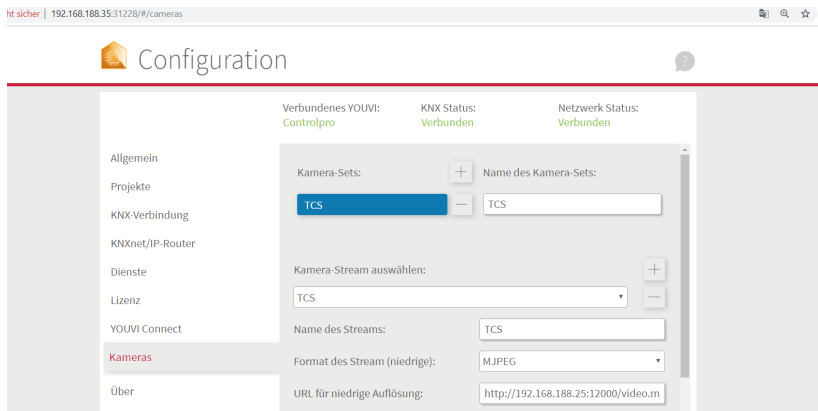 ht sicher | 192.168.188.35:31228/#/cameras
Configuration
?
Verbundenes YOUVI: KNX Status: Netzwerk Status:
Controlpro Verbunden Verbunden
Allgemein
Projekte
KNX-Verbindung
KNXnet/IP-Router
Dienste
Lizenz
YOUVI Connect
Kameras
Über
Kamera-Sets: + Name des Kamera-Sets:
TCS — TCS
Kamera-Stream auswählen: +
TCS —
Name des Streams: TCS
Format des Stream (niedrige): MJPEG
URL für niedrige Auflösung: http://192.168.188.25:12000/video.m